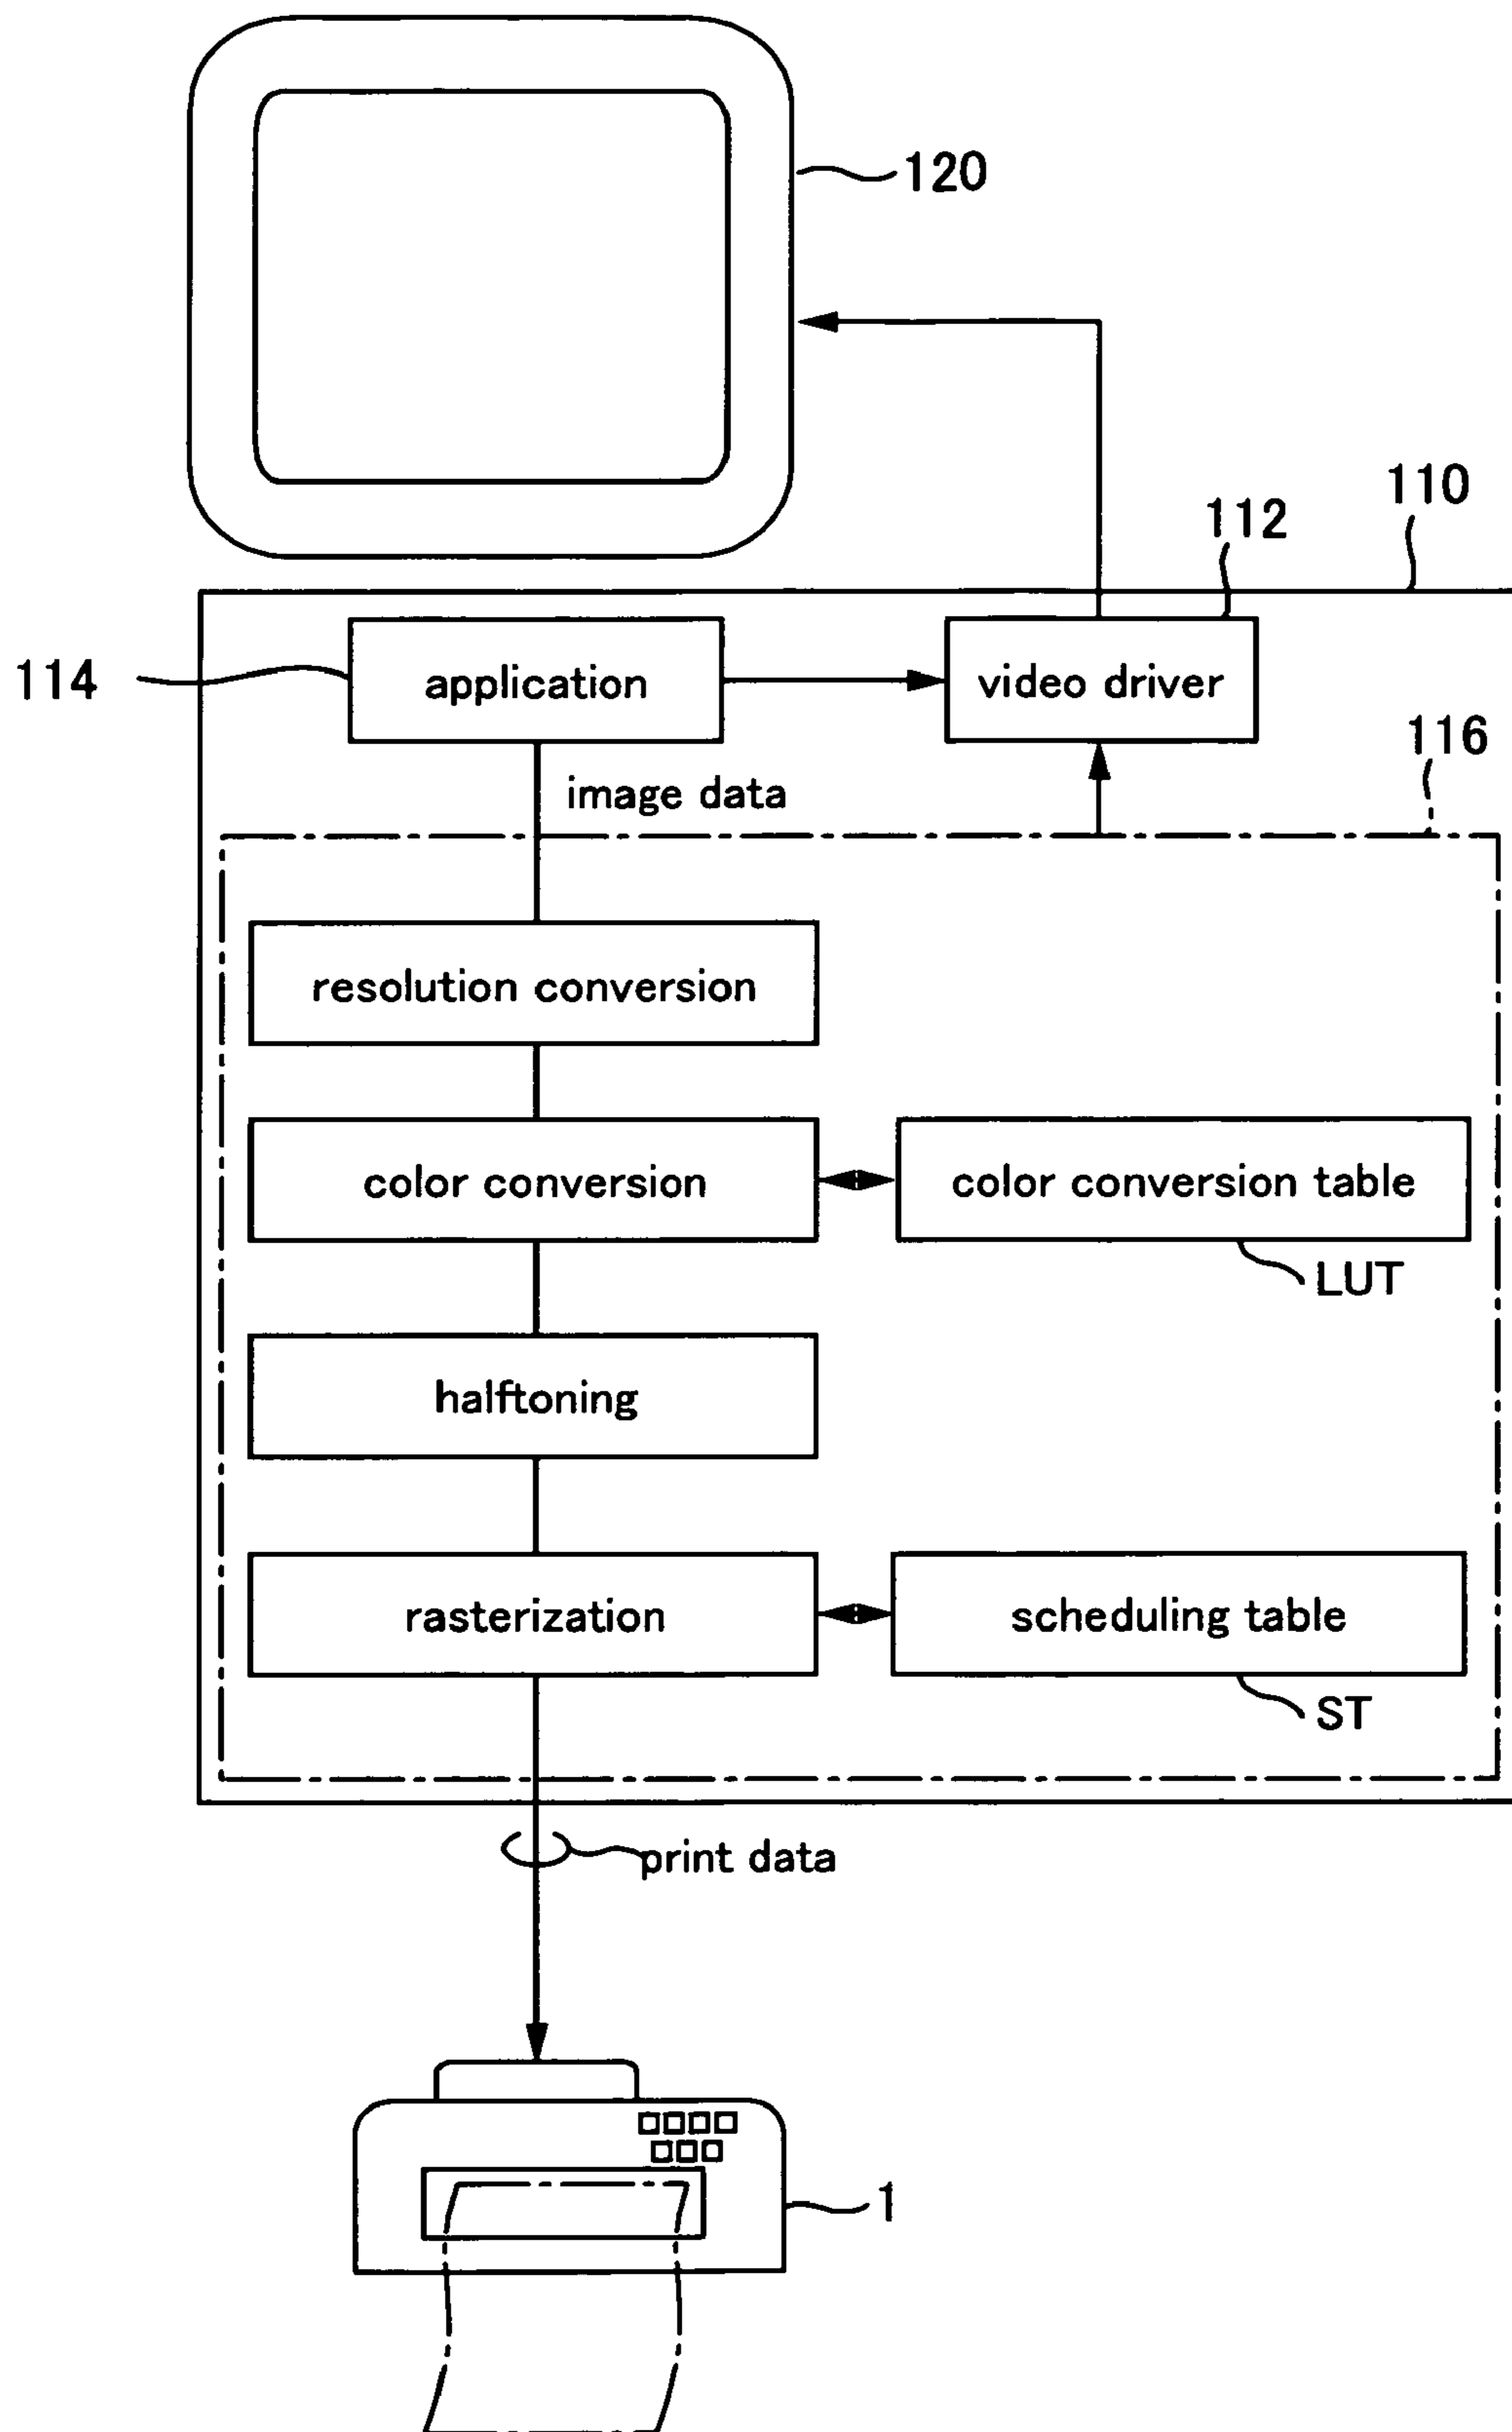 120
110
112
114
application
video driver
116
image data
resolution conversion
color conversion
color conversion table
LUT
halftoning
rasterization
scheduling table
ST
print data
1